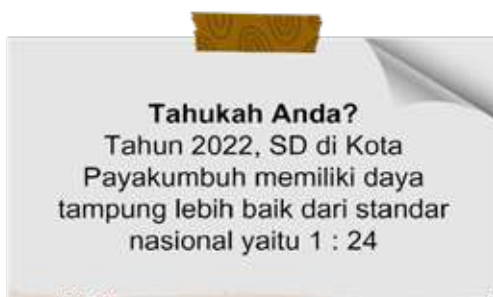 Tahukah Anda?
Tahun 2022, SD di Kota
Payakumbuh memiliki daya
tampung lebih baik dari standar
nasional yaitu 1 : 24